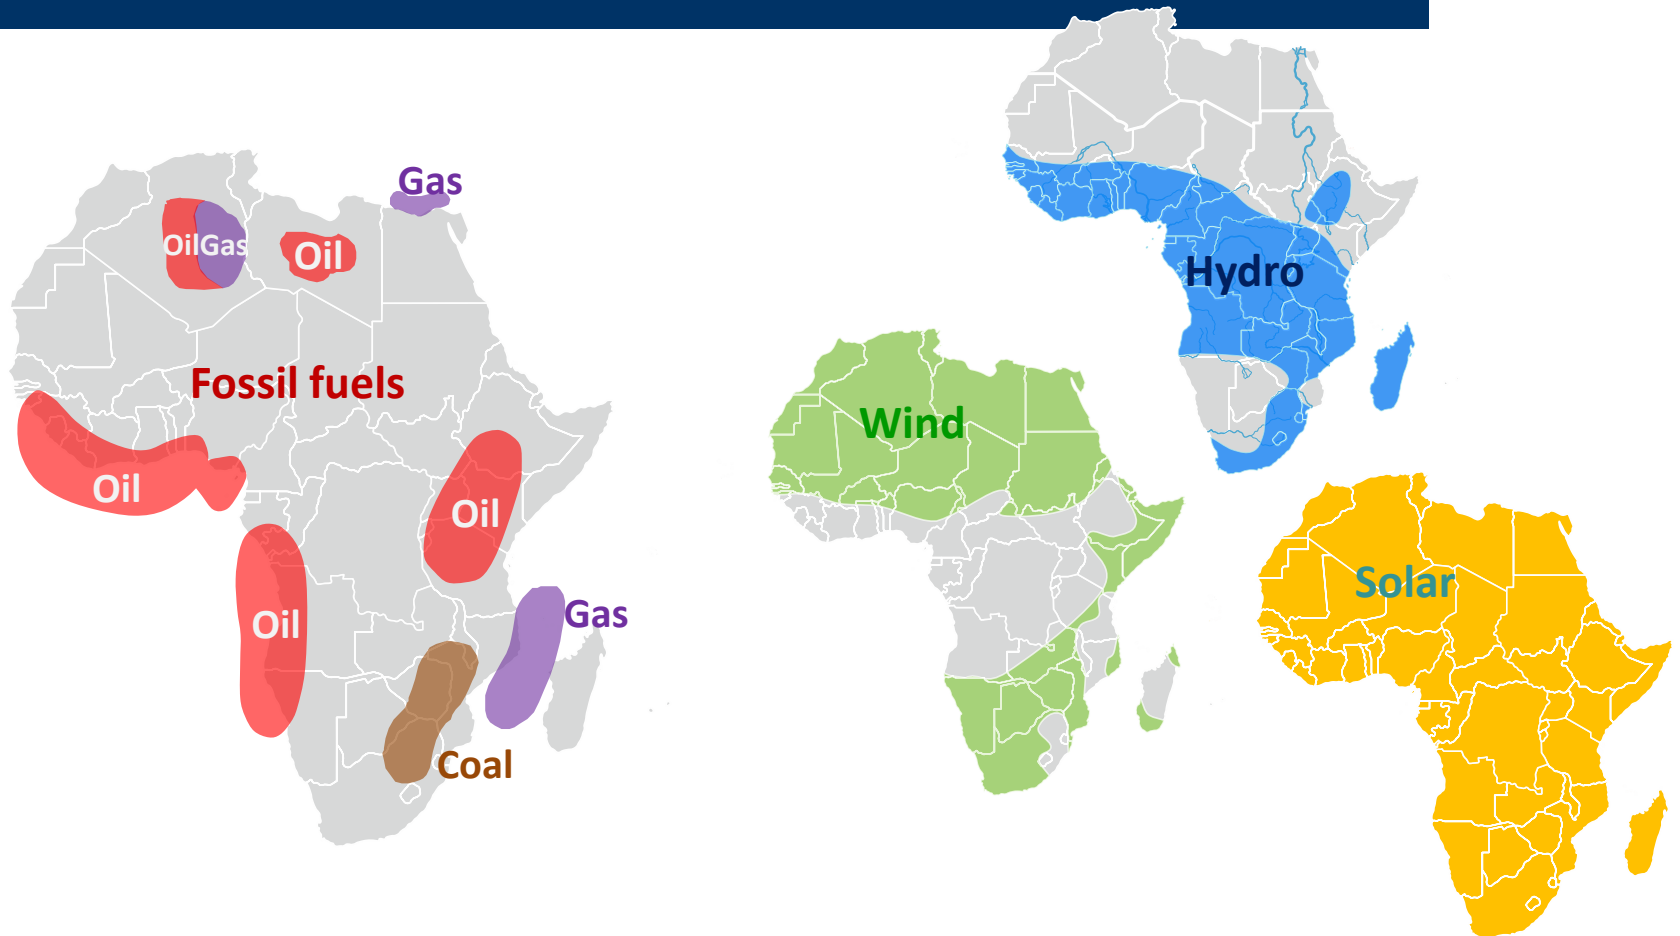 Gas
OilGas
Oil
Fossil fuels
Oil
Oil
Oil
Gas
Coal
Hydro
Wind
Solar